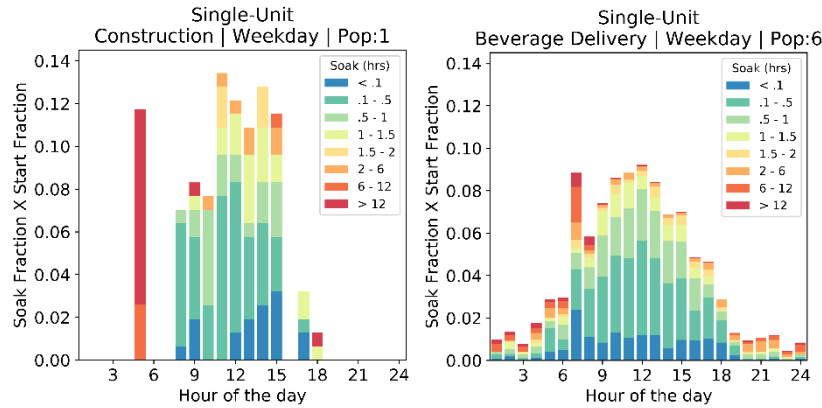 Single-Unit
Construction | Weekday | Pop:1
Soak Fraction X Start Fraction
0.14
0.12
0.10
0.08
0.06
0.04
0.02
0.00
Soak (hrs)
< .1
.1 - .5
.5 - 1
1 - 1.5
1.5 - 2
2 - 6
6 - 12
> 12
3 6 9 12 15 18 21 24
Hour of the day
Single-Unit
Beverage Delivery | Weekday | Pop:6
Soak Fraction X Start Fraction
0.14
0.12
0.10
0.08
0.06
0.04
0.02
0.00
Soak (hrs)
< .1
.1 - .5
.5 - 1
1 - 1.5
1.5 - 2
2 - 6
6 - 12
> 12
3 6 9 12 15 18 21 24
Hour of the day